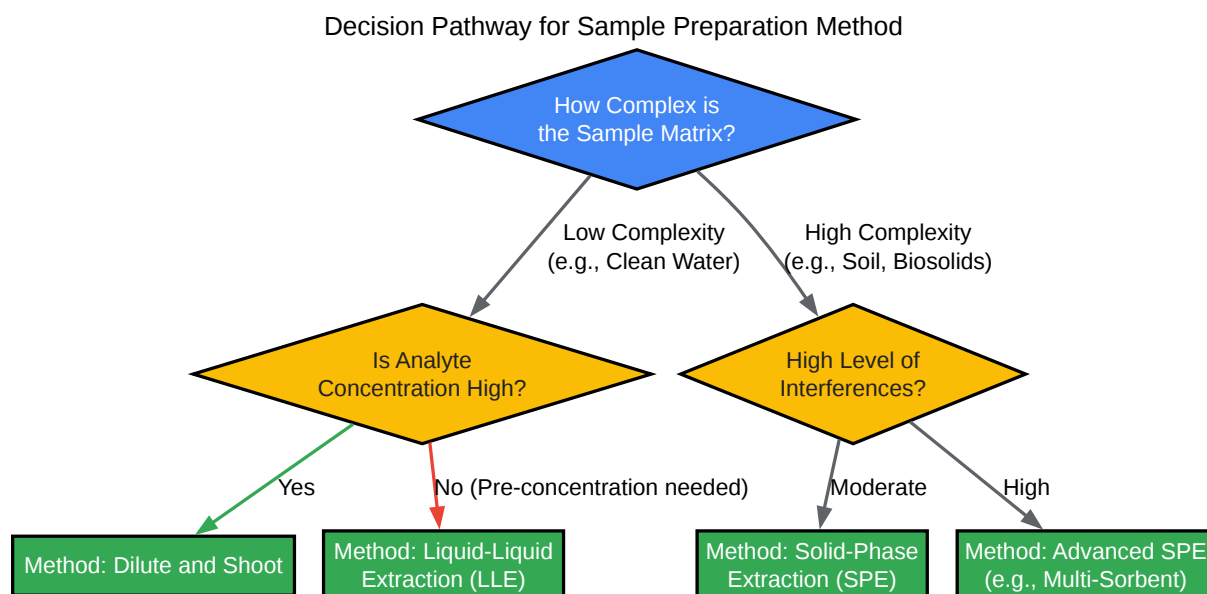 Decision Pathway for Sample Preparation Method
How Complex is
the Sample Matrix?
Low Complexity
(e.g., Clean Water)
High Complexity
(e.g., Soil, Biosolids)
Is Analyte
Concentration High?
High Level of
Interferences?
Yes
No (Pre-concentration needed)
Moderate
High
Method: Dilute and Shoot
Method: Liquid-Liquid
Extraction (LLE)
Method: Solid-Phase
Extraction (SPE)
Method: Advanced SPE
(e.g., Multi-Sorbent)